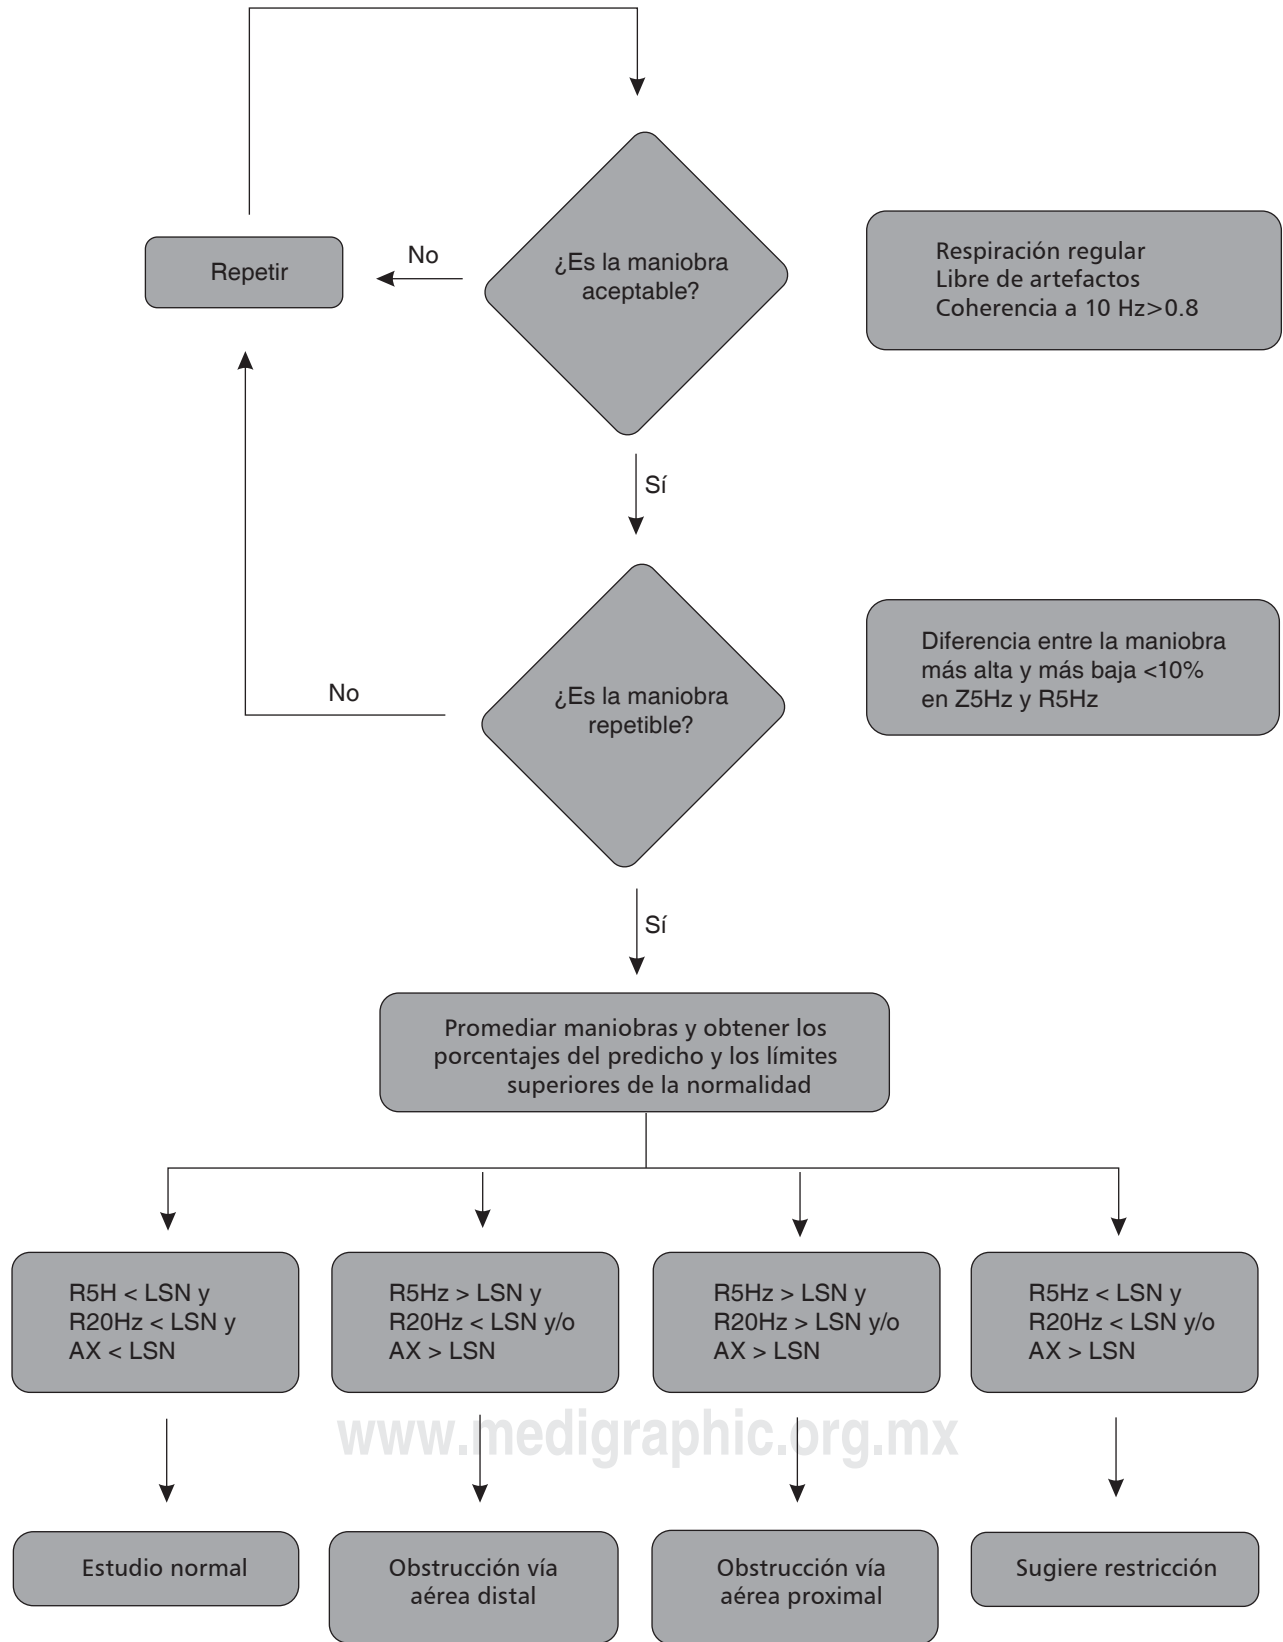 Repetir
No
¿Es la maniobra
aceptable?
Respiración regular
Libre de artefactos
Coherencia a 10 Hz>0.8
Sí
No
¿Es la maniobra
repetible?
Diferencia entre la maniobra
más alta y más baja <10%
en Z5Hz y R5Hz
Sí
Promediar maniobras y obtener los
porcentajes del predicho y los límites
superiores de la normalidad
R5H < LSN y
R20Hz < LSN y
AX < LSN
R5Hz > LSN y
R20Hz < LSN y/o
AX > LSN
R5Hz > LSN y
R20Hz > LSN y/o
AX > LSN
R5Hz < LSN y
R20Hz < LSN y/o
AX > LSN
www.medigraphic.org.mx
Estudio normal
Obstrucción vía
aérea distal
Obstrucción vía
aérea proximal
Sugiere restricción